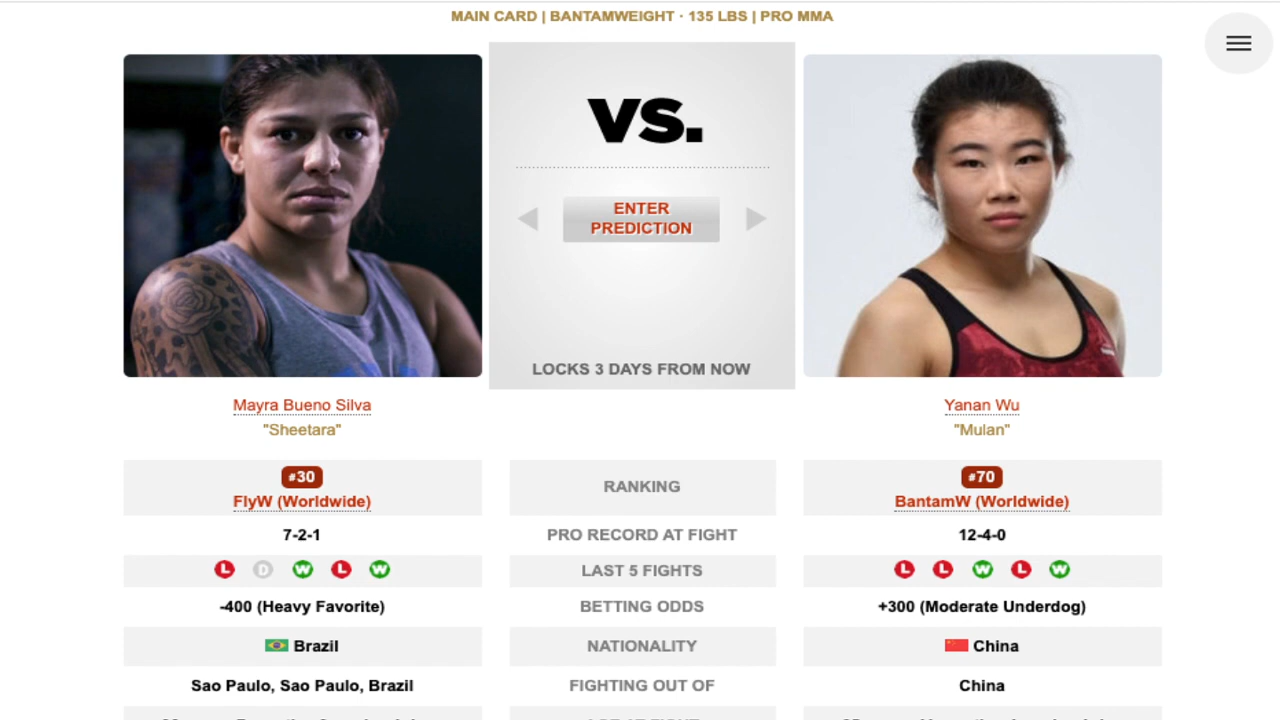 MAIN CARD | BANTAMWEIGHT · 135 LBS | PRO MMA
VS.
ENTER
PREDICTION
LOCKS 3 DAYS FROM NOW
Mayra Bueno Silva
Yanan Wu
"Sheetara"
"Mulan"
#30
#70
FlyW (Worldwide)
RANKING
BantamW (Worldwide)
7-2-1
PRO RECORD AT FIGHT
12-4-0
L D W L W
LAST 5 FIGHTS
L L W L W
-400 (Heavy Favorite)
BETTING ODDS
+300 (Moderate Underdog)
Brazil
NATIONALITY
China
Sao Paulo, Sao Paulo, Brazil
FIGHTING OUT OF
China